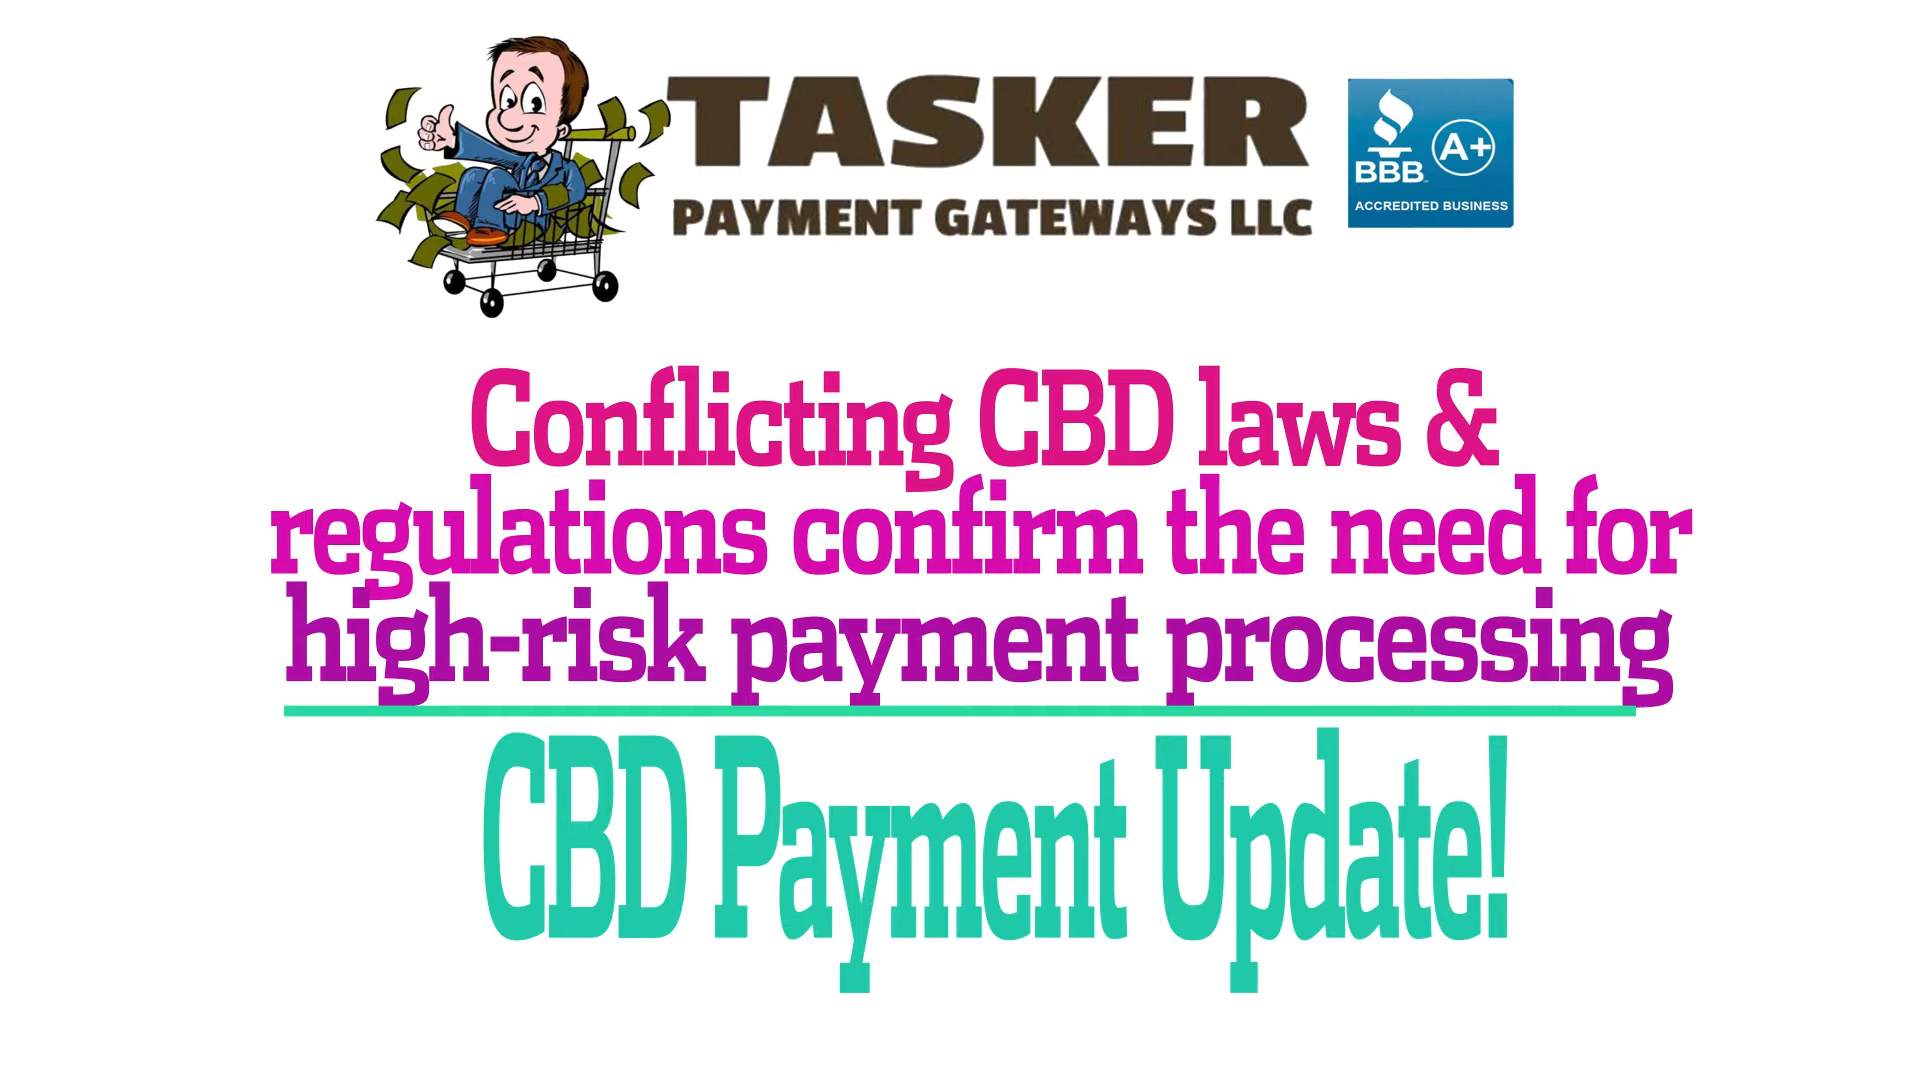 TASKER
PAYMENT GATEWAYS LLC
BBB
A+
ACCREDITED BUSINESS
Conflicting CBD laws &
regulations confirm the need for
high-risk payment processing
CBD Payment Update!